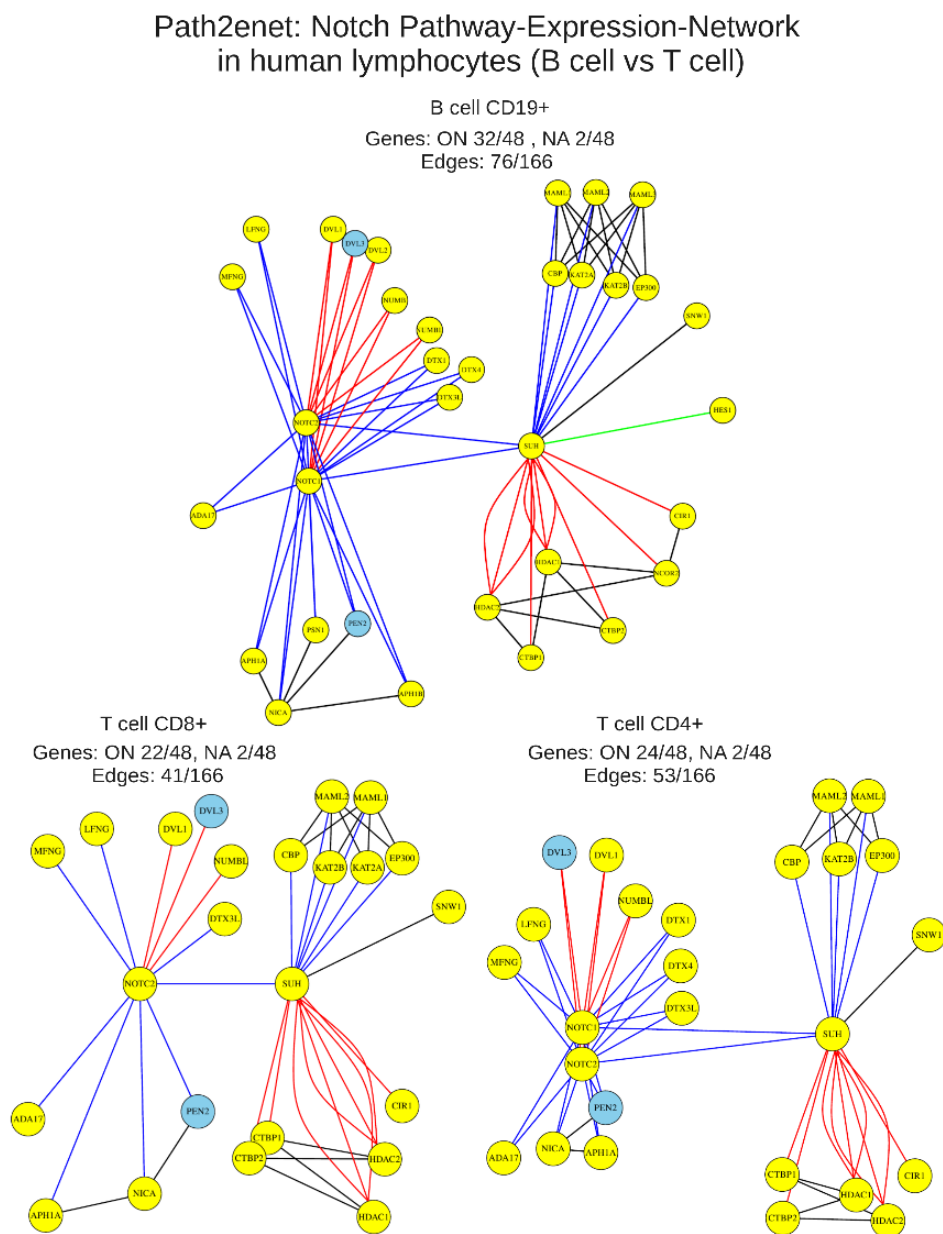 Path2enet: Notch Pathway-Expression-Network
in human lymphocytes (B cell vs T cell)
B cell CD19+
Genes: ON 32/48 , NA 2/48
Edges: 76/166
MAML1
MAML2
MAML3
LFNG
DVL1
DVL3
DVL2
MFNG
CBP
KAT2A
KAT2B
EP300
NUMB
SNW1
NUMBL
DTX1
DTX4
DTX3L
HES1
NOTC2
SUH
NOTC1
ADA17
CIR1
HDAC1
NCOR2
HDAC2
PSN1
PEN2
CTBP2
CTBP1
APH1A
APH1B
NICA
T cell CD8+
Genes: ON 22/48, NA 2/48
Edges: 41/166
MAML2
MAML1
DVL3
LFNG
DVL1
MFNG
NUMBL
CBP
KAT2B
KAT2A
EP300
DTX3L
SNW1
NOTC2
SUH
ADA17
PEN2
CIR1
CTBP1
CTBP2
HDAC2
NICA
APH1A
HDAC1
T cell CD4+
Genes: ON 24/48, NA 2/48
Edges: 53/166
MAML1
DVL3
DVL1
CBP
KAT2B
EP300
NUMBL
LFNG
DTX1
SNW1
MFNG
DTX4
DTX3L
NOTC1
SUH
NOTC2
PEN2
ADA17
NICA
APH1A
CTBP1
CIR1
HDAC1
CTBP2
HDAC2